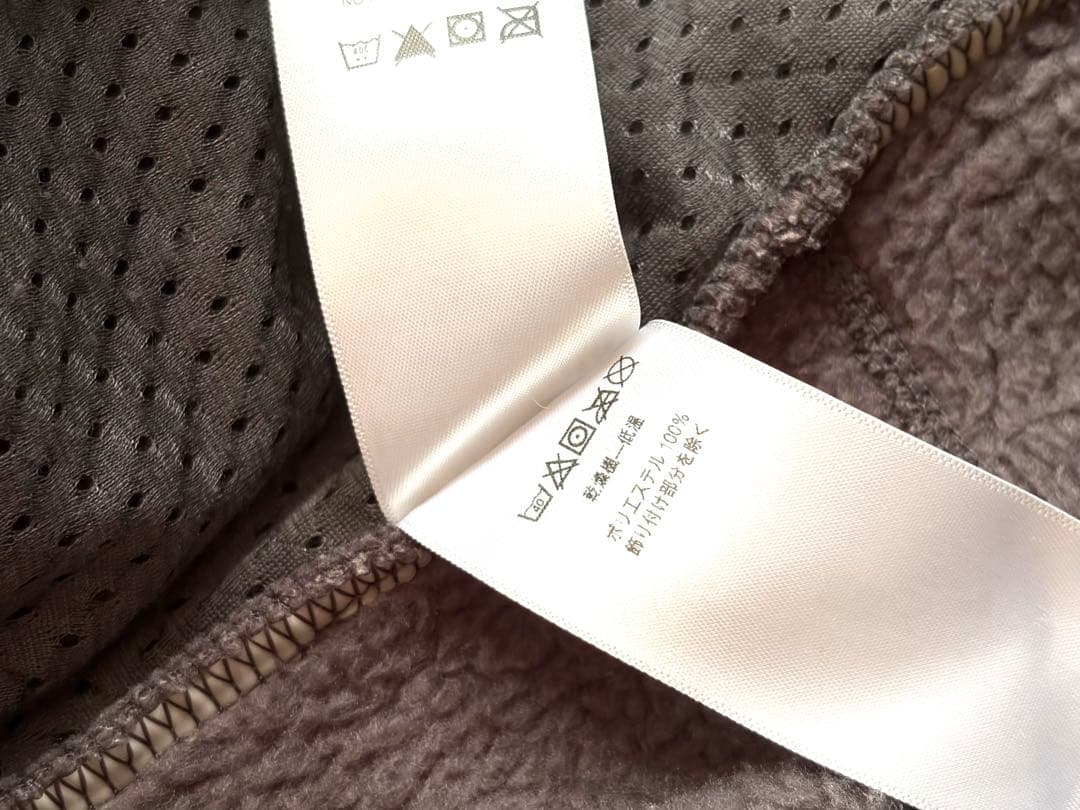 40
乾燥機—低温
ポリエステル 100%
飾り付け部分を除く